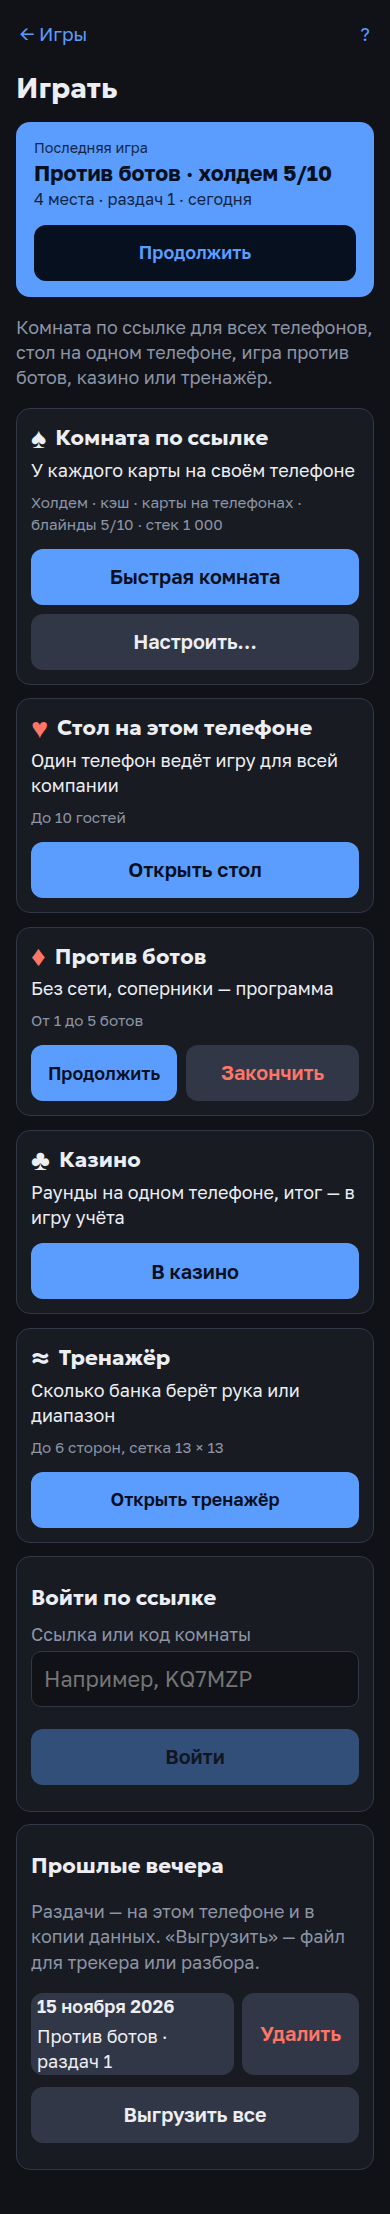 ← Игры
?
Играть
Последняя игра
Против ботов · холдем 5/10
4 места · раздач 1 · сегодня
Продолжить
Комната по ссылке для всех телефонов,
стол на одном телефоне, игра против
ботов, казино или тренажёр.
♠ Комната по ссылке
У каждого карты на своём телефоне
Холдем · кэш · карты на телефонах ·
блайнды 5/10 · стек 1 000
Быстрая комната
Настроить…
♥ Стол на этом телефоне
Один телефон ведёт игру для всей
компании
До 10 гостей
Открыть стол
♦ Против ботов
Без сети, соперники — программа
От 1 до 5 ботов
Продолжить
Закончить
♣ Казино
Раунды на одном телефоне, итог — в
игру учёта
В казино
≈ Тренажёр
Сколько банка берёт рука или
диапазон
До 6 сторон, сетка 13 × 13
Открыть тренажёр
Войти по ссылке
Ссылка или код комнаты
Например, KQ7MZP
Войти
Прошлые вечера
Раздачи — на этом телефоне и в
копии данных. «Выгрузить» — файл
для трекера или разбора.
15 ноября 2026
Против ботов ·
раздач 1
Удалить
Выгрузить все